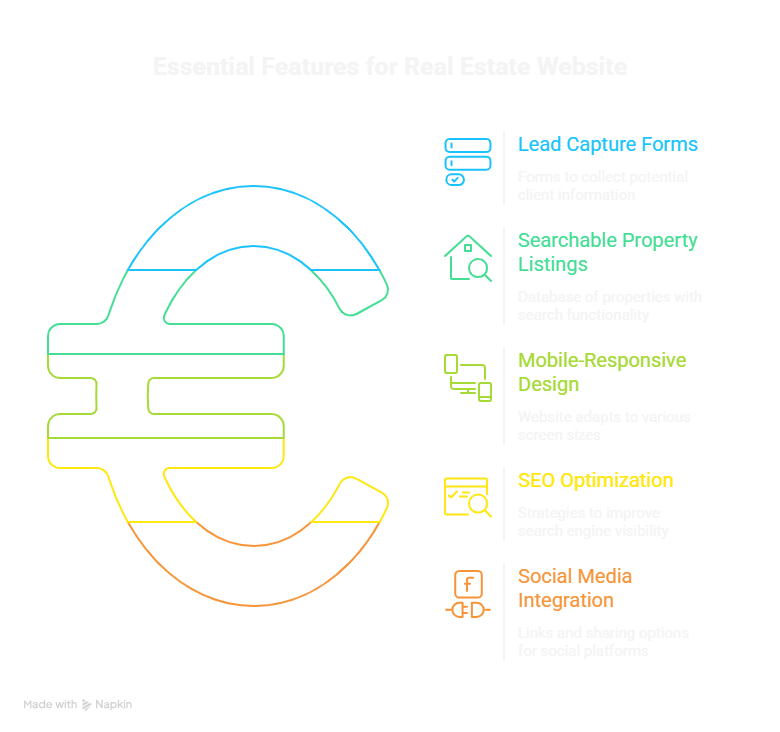 Essential Features for Real Estate Website
Lead Capture Forms
Forms to collect potential
client information
Searchable Property
Listings
Database of properties with
search functionality
Mobile-Responsive
Design
Website adapts to various
screen sizes
SEO Optimization
Strategies to improve
search engine visibility
Social Media
Integration
Links and sharing options
for social platforms
Made with Napkin